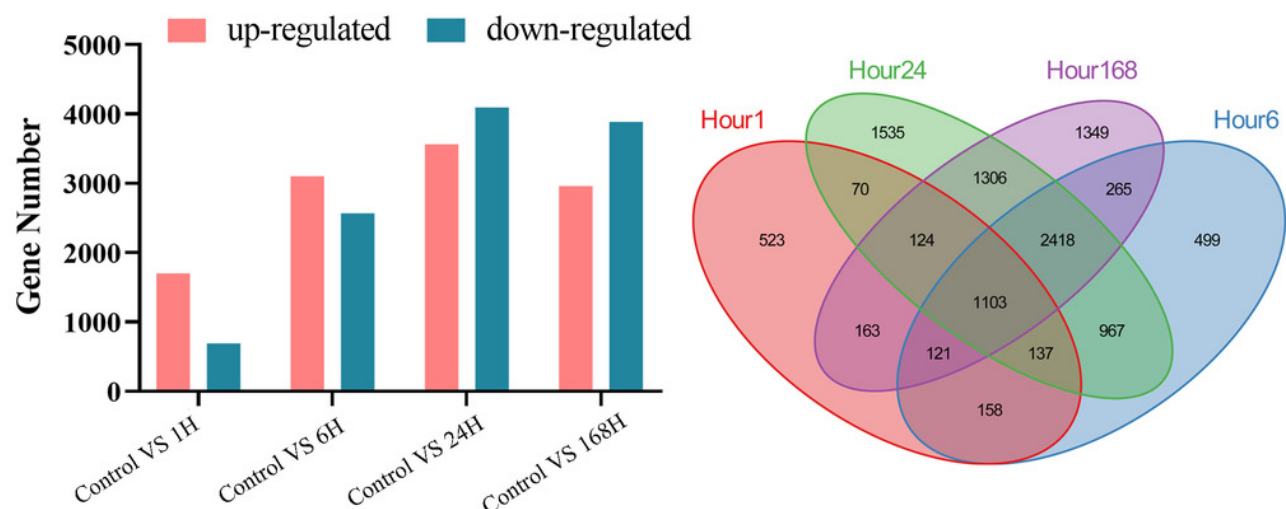 up-regulated down-regulated
Gene Number
5000
4000
3000
2000
1000
0
Control VS 1H
Control VS 6H
Control VS 24H
Control VS 168H
Hour24 Hour168
Hour1 Hour6
1535 1349
70 1306 265
523 124 2418 499
1103
163 121 137 967
158